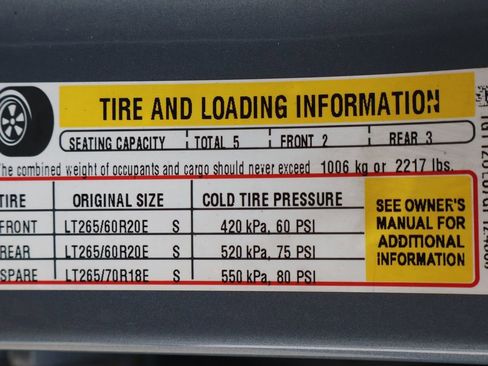 TIRE AND LOADING INFORMATION
SEATING CAPACITY TOTAL 5 FRONT 2 REAR 3
The combined weight of occupants and cargo should never exceed 1006 kg or 2217 lbs.
TIRE ORIGINAL SIZE COLD TIRE PRESSURE
FRONT LT265/60R20E S 420 kPa, 60 PSI
REAR LT265/60R20E S 520 kPa, 75 PSI
SPARE LT265/70R18E S 550 kPa, 80 PSI
SEE OWNER'S
MANUAL FOR
ADDITIONAL
INFORMATION